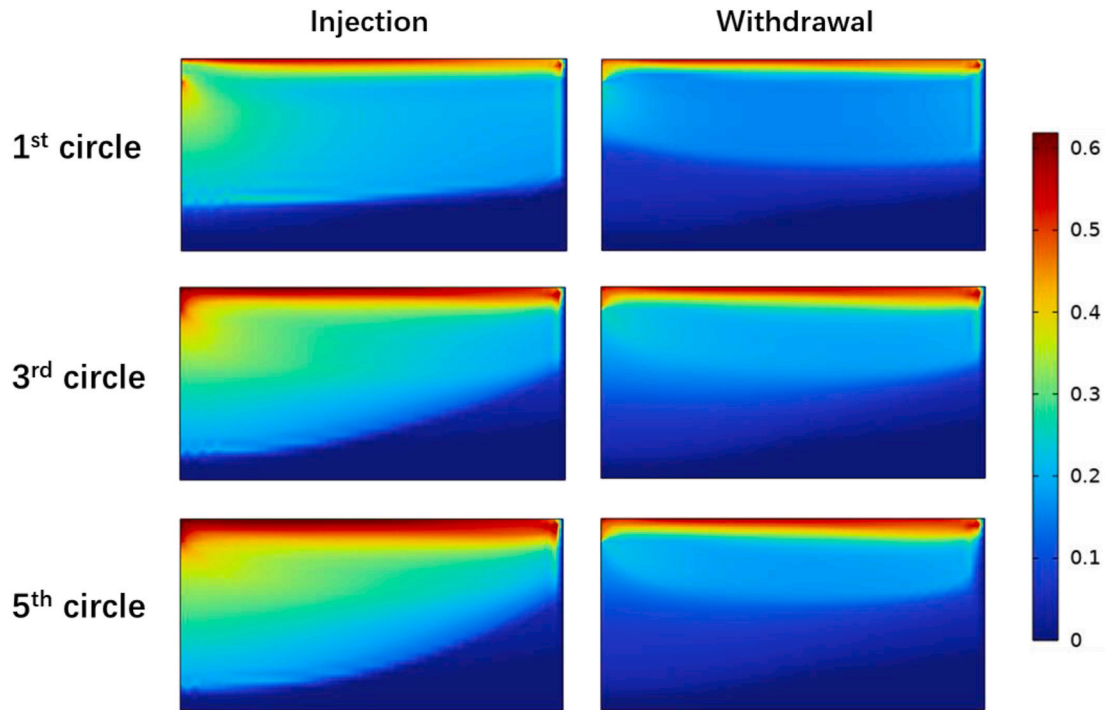 Injection
Withdrawal
1st circle
3rd circle
5th circle
0.6
0.5
0.4
0.3
0.2
0.1
0